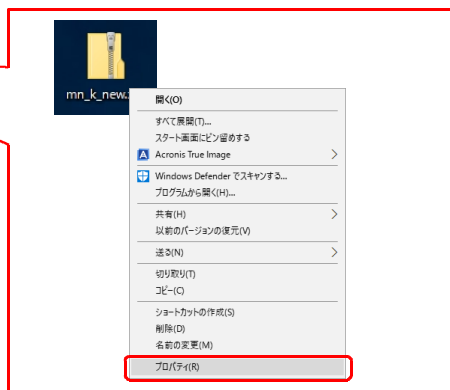 mn_k_new.
開く(O)
すべて展開(T)...
スタート画面にピン留めする
Acronis True Image
Windows Defender でスキャンする...
プログラムから開く(H)...
共有(H)
以前のバージョンの復元(V)
送る(N)
切り取り(T)
コピー(C)
ショートカットの作成(S)
削除(D)
名前の変更(M)
プロパティ(R)